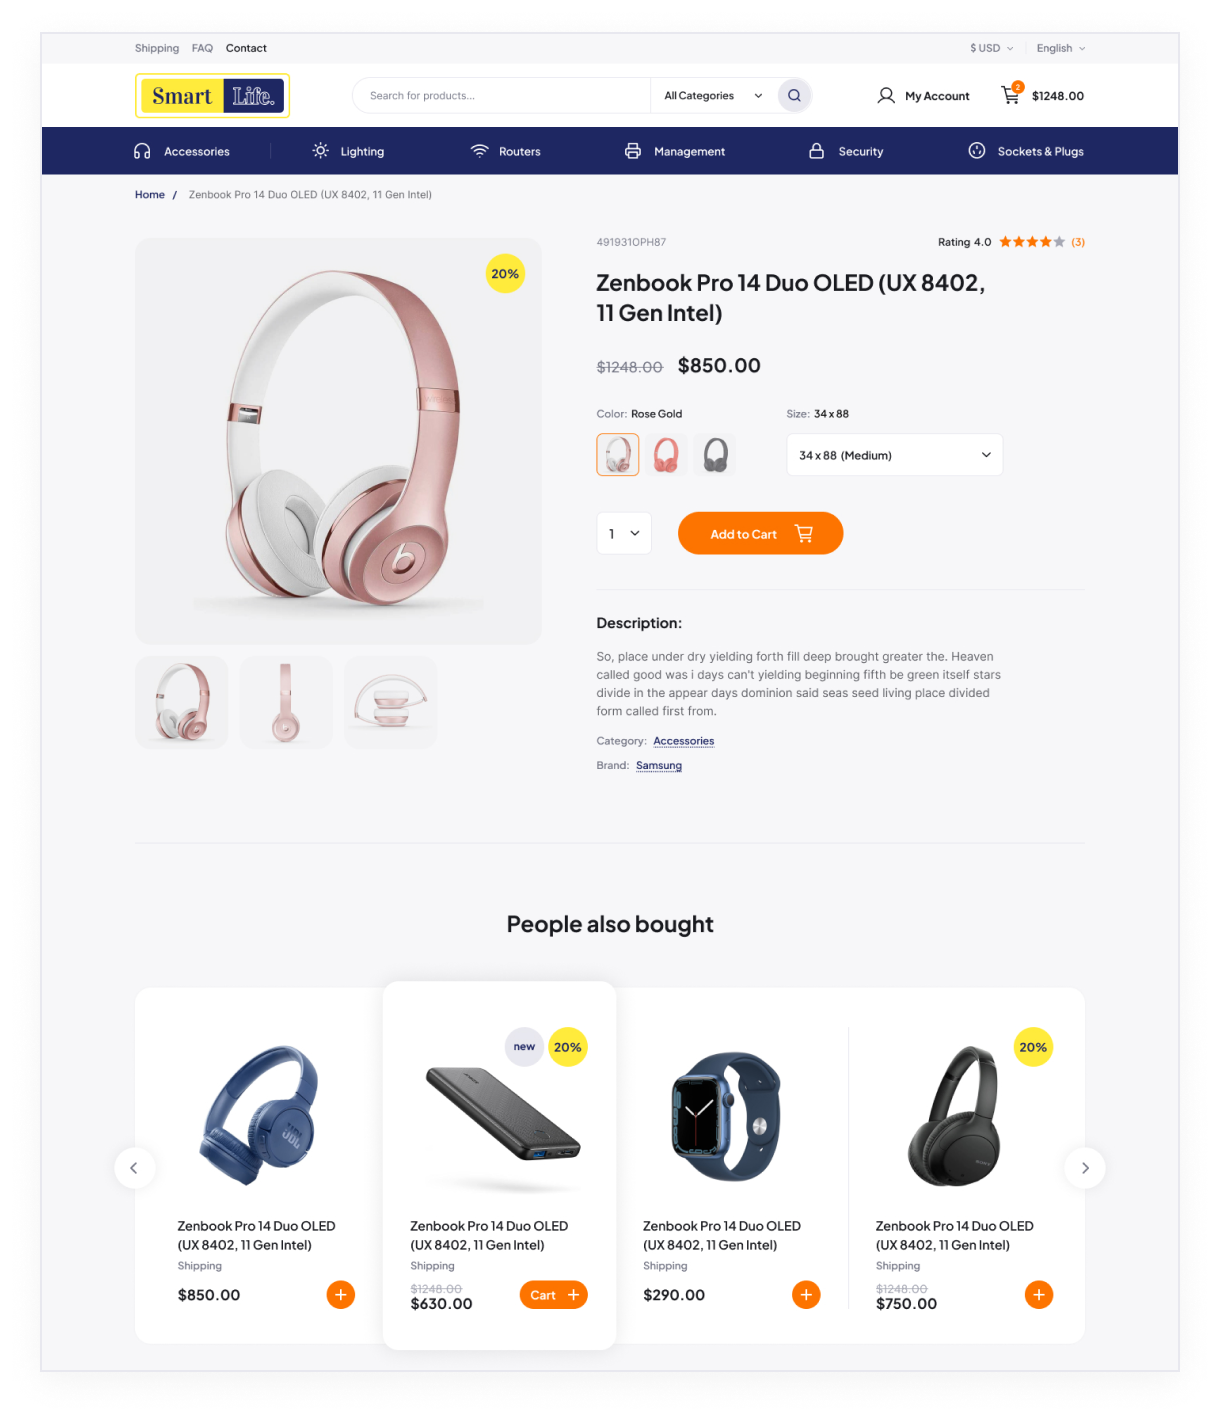 Shipping FAQ Contact $ USD English
Smart Life. Search for products... All Categories My Account 2 $1248.00
Accessories Lighting Routers Management Security Sockets & Plugs
Home / Zenbook Pro 14 Duo OLED (UX 8402, 11 Gen Intel)
20%
491931OPH87 Rating 4.0 (3)
Zenbook Pro 14 Duo OLED (UX 8402,
11 Gen Intel)
$1248.00 $850.00
Color: Rose Gold Size: 34 x 88
34 x 88 (Medium)
1 Add to Cart
Description:
So, place under dry yielding forth fill deep brought greater the. Heaven
called good was i days can't yielding beginning fifth be green itself stars
divide in the appear days dominion said seas seed living place divided
form called first from.
Category: Accessories
Brand: Samsung
People also bought
JBL
Zenbook Pro 14 Duo OLED
(UX 8402, 11 Gen Intel)
Shipping
$850.00
new 20%
Zenbook Pro 14 Duo OLED
(UX 8402, 11 Gen Intel)
Shipping
$1248.00
$630.00 Cart
Zenbook Pro 14 Duo OLED
(UX 8402, 11 Gen Intel)
Shipping
$290.00
20%
Zenbook Pro 14 Duo OLED
(UX 8402, 11 Gen Intel)
Shipping
$1248.00
$750.00